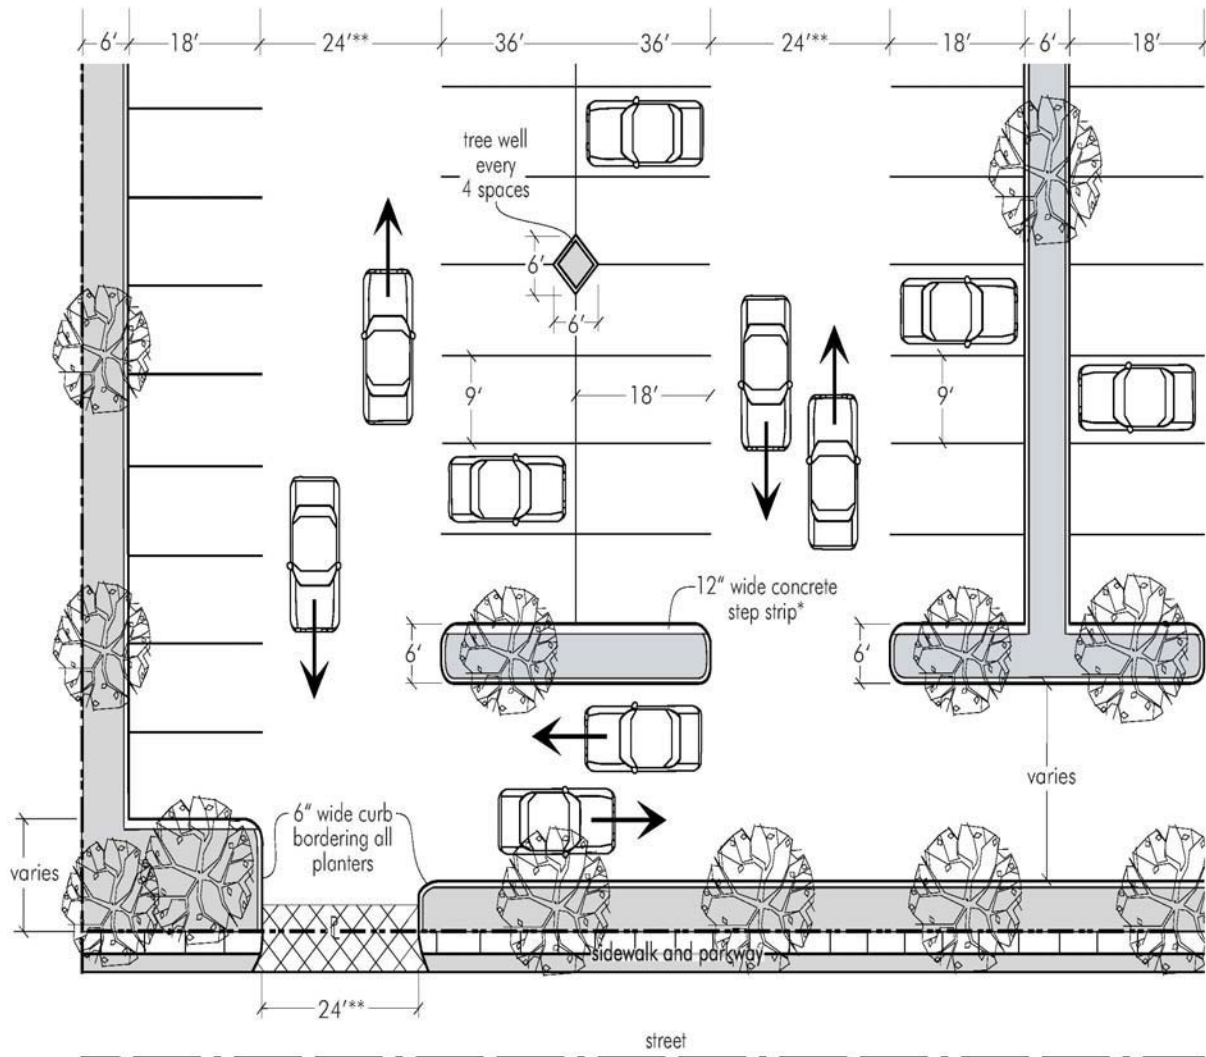 6' 18' 24'** 36' 36' 24'** 18' 6' 18'
tree well
every
4 spaces
6'
6'
9' 18' 9'
12" wide concrete
step strip*
6' 6'
varies
6" wide curb
bordering all
planters
varies
sidewalk and parkway
24'**
street